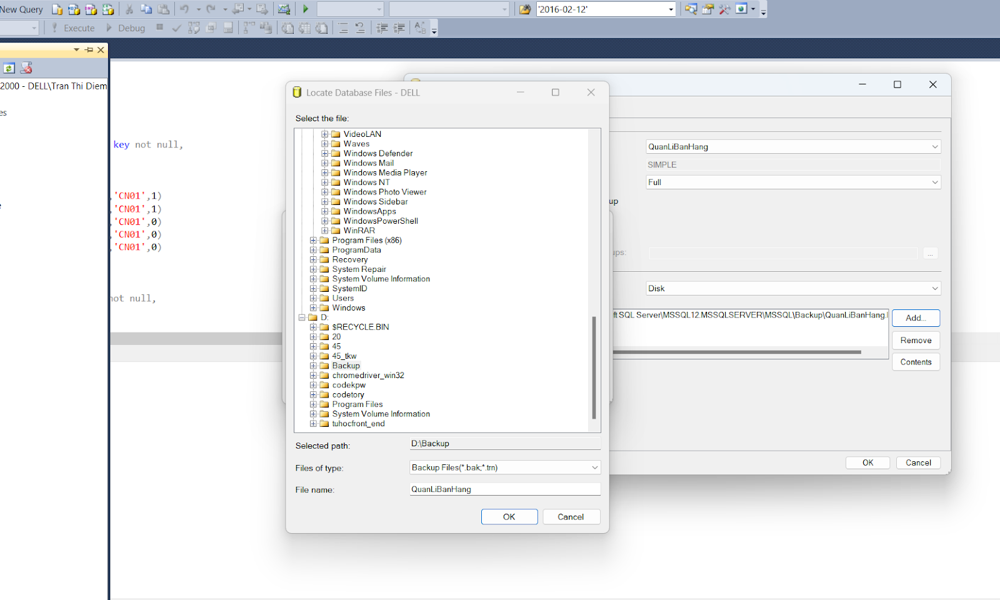 New Query
'2016-02-12'
Execute
Debug
2000 - DELL\Tran Thi Diem
es
e
key not null,
,'CN01',1)
,'CN01',1)
,'CN01',0)
,'CN01',0)
,'CN01',0)
not null,
Locate Database Files - DELL
Select the file:
VideoLAN
Waves
Windows Defender
Windows Mail
Windows Media Player
Windows NT
Windows Photo Viewer
Windows Sidebar
WindowsApps
WindowsPowerShell
WinRAR
Program Files (x86)
ProgramData
Recovery
System Repair
System Volume Information
SystemID
Users
Windows
D:
$RECYCLE.BIN
20
45
45_tkw
Backup
chromedriver_win32
codekpw
codetory
Program Files
System Volume Information
tuhocfront_end
Selected path:
D:\Backup
Files of type:
Backup Files(*.bak;*.trn)
File name:
QuanLiBanHang
OK
Cancel
QuanLiBanHang
SIMPLE
Full
up
ups:
...
Disk
ft SQL Server\MSSQL12.MSSQLSERVER\MSSQL\Backup\QuanLiBanHang.
Add...
Remove
Contents
OK
Cancel